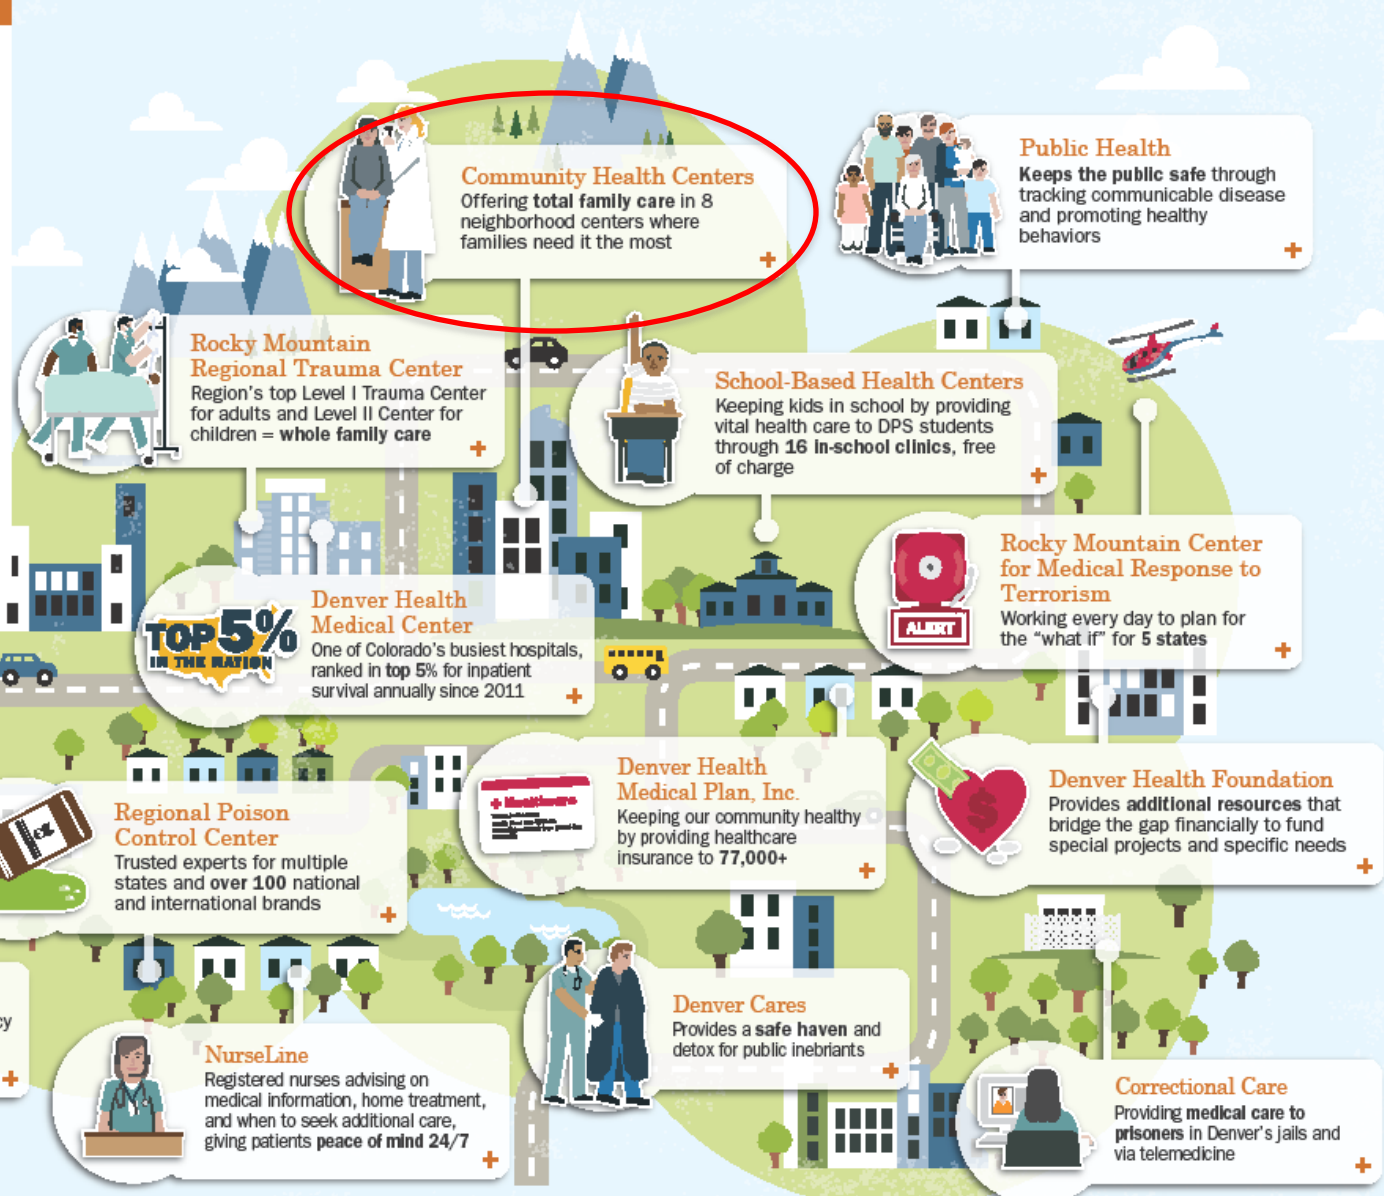 Community Health Centers
Offering total family care in 8
neighborhood centers where
families need it the most
Public Health
Keeps the public safe through
tracking communicable disease
and promoting healthy
behaviors
Rocky Mountain
Regional Trauma Center
Region's top Level I Trauma Center
for adults and Level II Center for
children = whole family care
School-Based Health Centers
Keeping kids in school by providing
vital health care to DPS students
through 16 in-school clinics, free
of charge
ALERT
Rocky Mountain Center
for Medical Response to
Terrorism
Working every day to plan for
the “what if” for 5 states
TOP 5%
IN THE NATION
Denver Health
Medical Center
One of Colorado's busiest hospitals,
ranked in top 5% for inpatient
survival annually since 2011
Regional Poison
Control Center
Trusted experts for multiple
states and over 100 national
and international brands
Healthcare
Denver Health
Medical Plan, Inc.
Keeping our community healthy
by providing healthcare
insurance to 77,000+
$
Denver Health Foundation
Provides additional resources that
bridge the gap financially to fund
special projects and specific needs
cy
NurseLine
Registered nurses advising on
medical information, home treatment,
and when to seek additional care,
giving patients peace of mind 24/7
Denver Cares
Provides a safe haven and
detox for public inebriants
Correctional Care
Providing medical care to
prisoners in Denver's jails and
via telemedicine